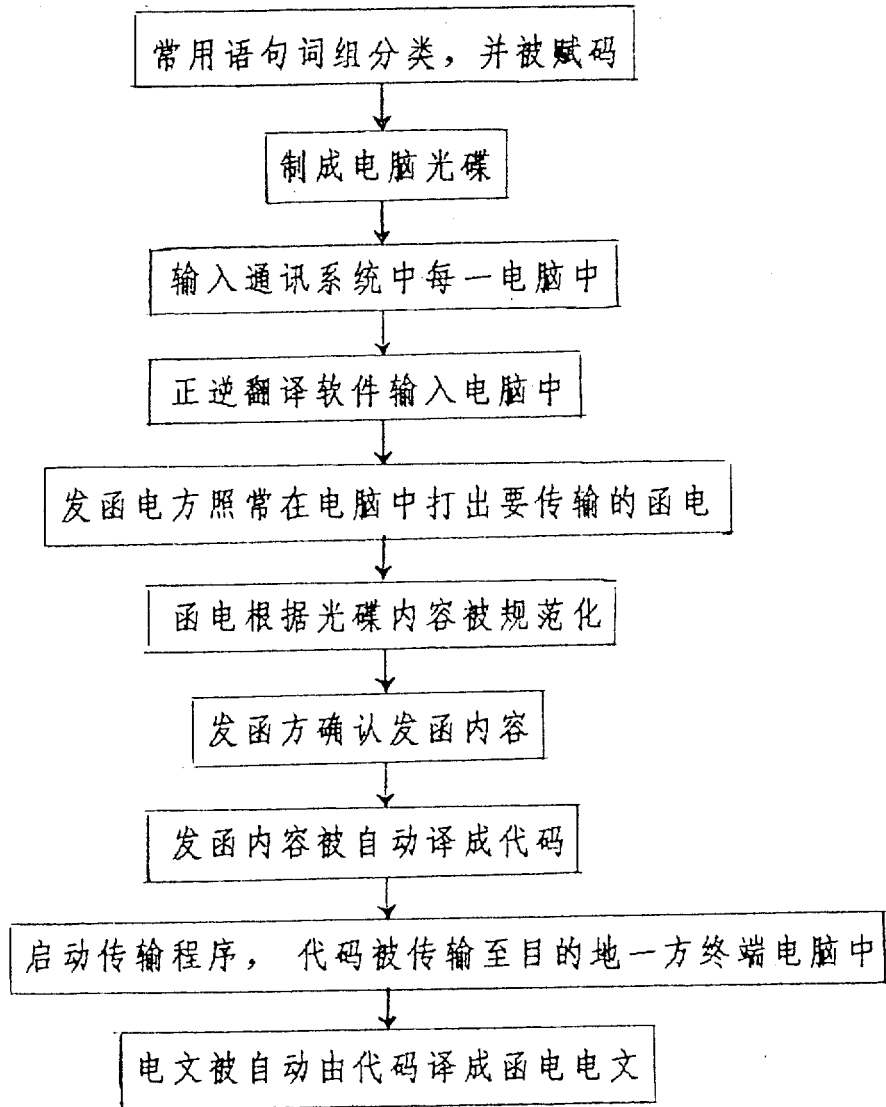 常用语句词组分类，并被赋码
制成电脑光碟
输入通讯系统中每一电脑中
正逆翻译软件输入电脑中
发函电方照常在电脑中打出要传输的函电
函电根据光碟内容被规范化
发函方确认发函内容
发函内容被自动译成代码
启动传输程序， 代码被传输至目的地一方终端电脑中
电文被自动由代码译成函电电文